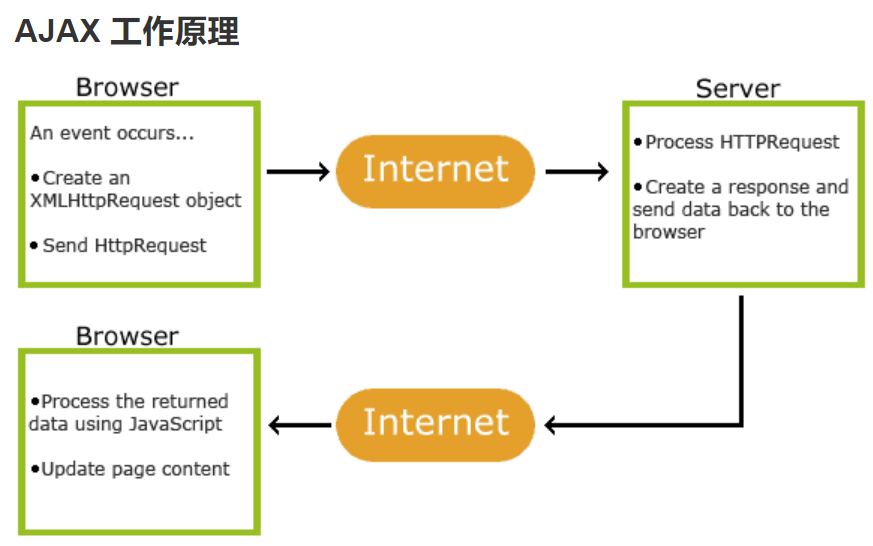 AJAX 工作原理
Browser
An event occurs...
•Create an
XMLHttpRequest object
•Send HttpRequest
Internet
Server
•Process HTTPRequest
•Create a response and
send data back to the
browser
Browser
•Process the returned
data using JavaScript
•Update page content
Internet